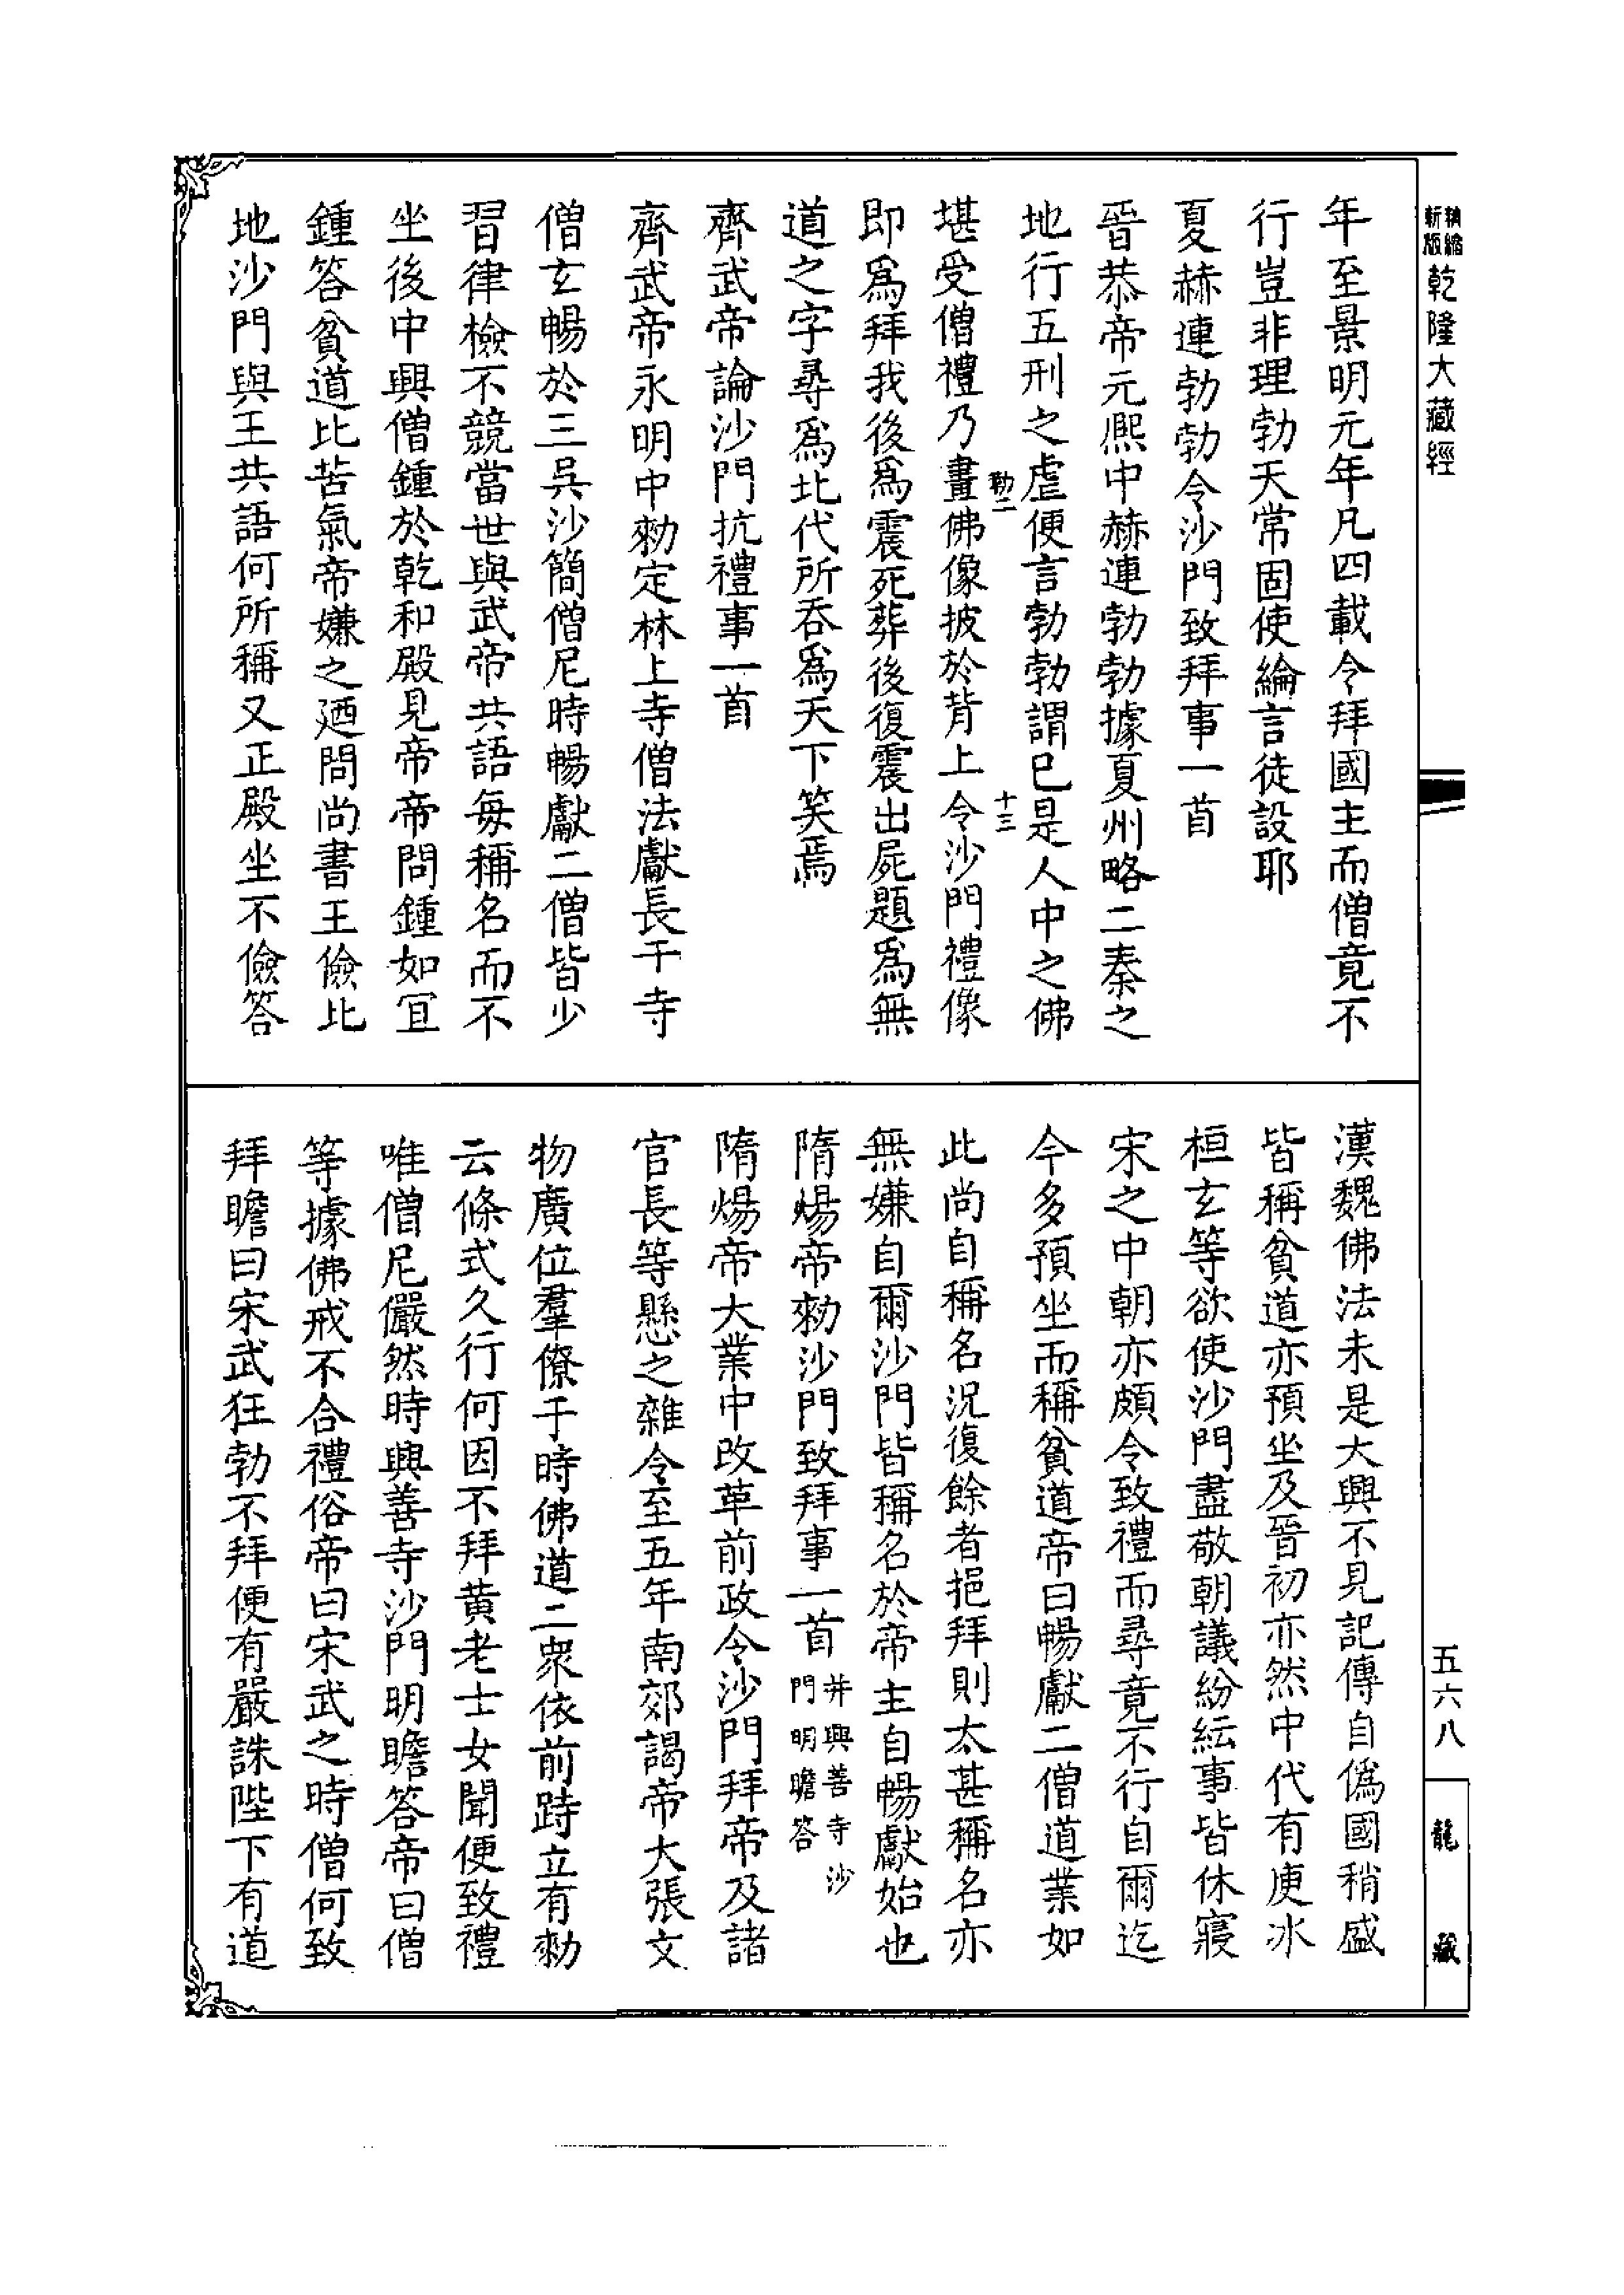 精縮
新版
乾隆大藏經
五六八
龍藏
年至景明元年凡四載令拜國主而僧竟不
行豈非理勃天常固使綸言徒設耶
夏赫連勃勃令沙門致拜事一首
晉恭帝元熙中赫連勃勃據夏州略二秦之
地行五刑之虐便言勃勃謂已是人中之佛
勒二
十三
堪受僧禮乃畫佛像披於背上令沙門禮像
即爲拜我後爲震死葬後復震出屍題爲無
道之字尋爲北代所吞爲天下笑焉
齊武帝論沙門抗禮事一首
齊武帝永明中勑定林上寺僧法獻長干寺
僧玄暢於三吳沙簡僧尼時暢獻二僧皆少
習律檢不競當世與武帝共語每稱名而不
坐後中興僧鍾於乾和殿見帝帝問鍾如宜
鍾答貧道比苦氣帝嫌之廼問尚書王儉比
地沙門與王共語何所稱又正殿坐不儉答
漢魏佛法未是大興不見記傳自僞國稍盛
皆稱貧道亦預坐及晉初亦然中代有庾冰
桓玄等欲使沙門盡敬朝議紛紜事皆休寢
宋之中朝亦頗令致禮而尋竟不行自爾迄
今多預坐而稱貧道帝曰暢獻二僧道業如
此尚自稱名況復餘者挹拜則太甚稱名亦
無嫌自爾沙門皆稱名於帝主自暢獻始也
隋煬帝勑沙門致拜事一首并興善寺沙
門明瞻答
隋煬帝大業中改革前政令沙門拜帝及諸
官長等懸之雜令至五年南郊謁帝大張文
物廣位羣僚于時佛道二衆依前跱立有勑
云條式久行何因不拜黃老士女聞便致禮
唯僧尼儼然時興善寺沙門明瞻答帝曰僧
等據佛戒不合禮俗帝曰宋武之時僧何致
拜瞻曰宋武狂勃不拜便有嚴誅陛下有道